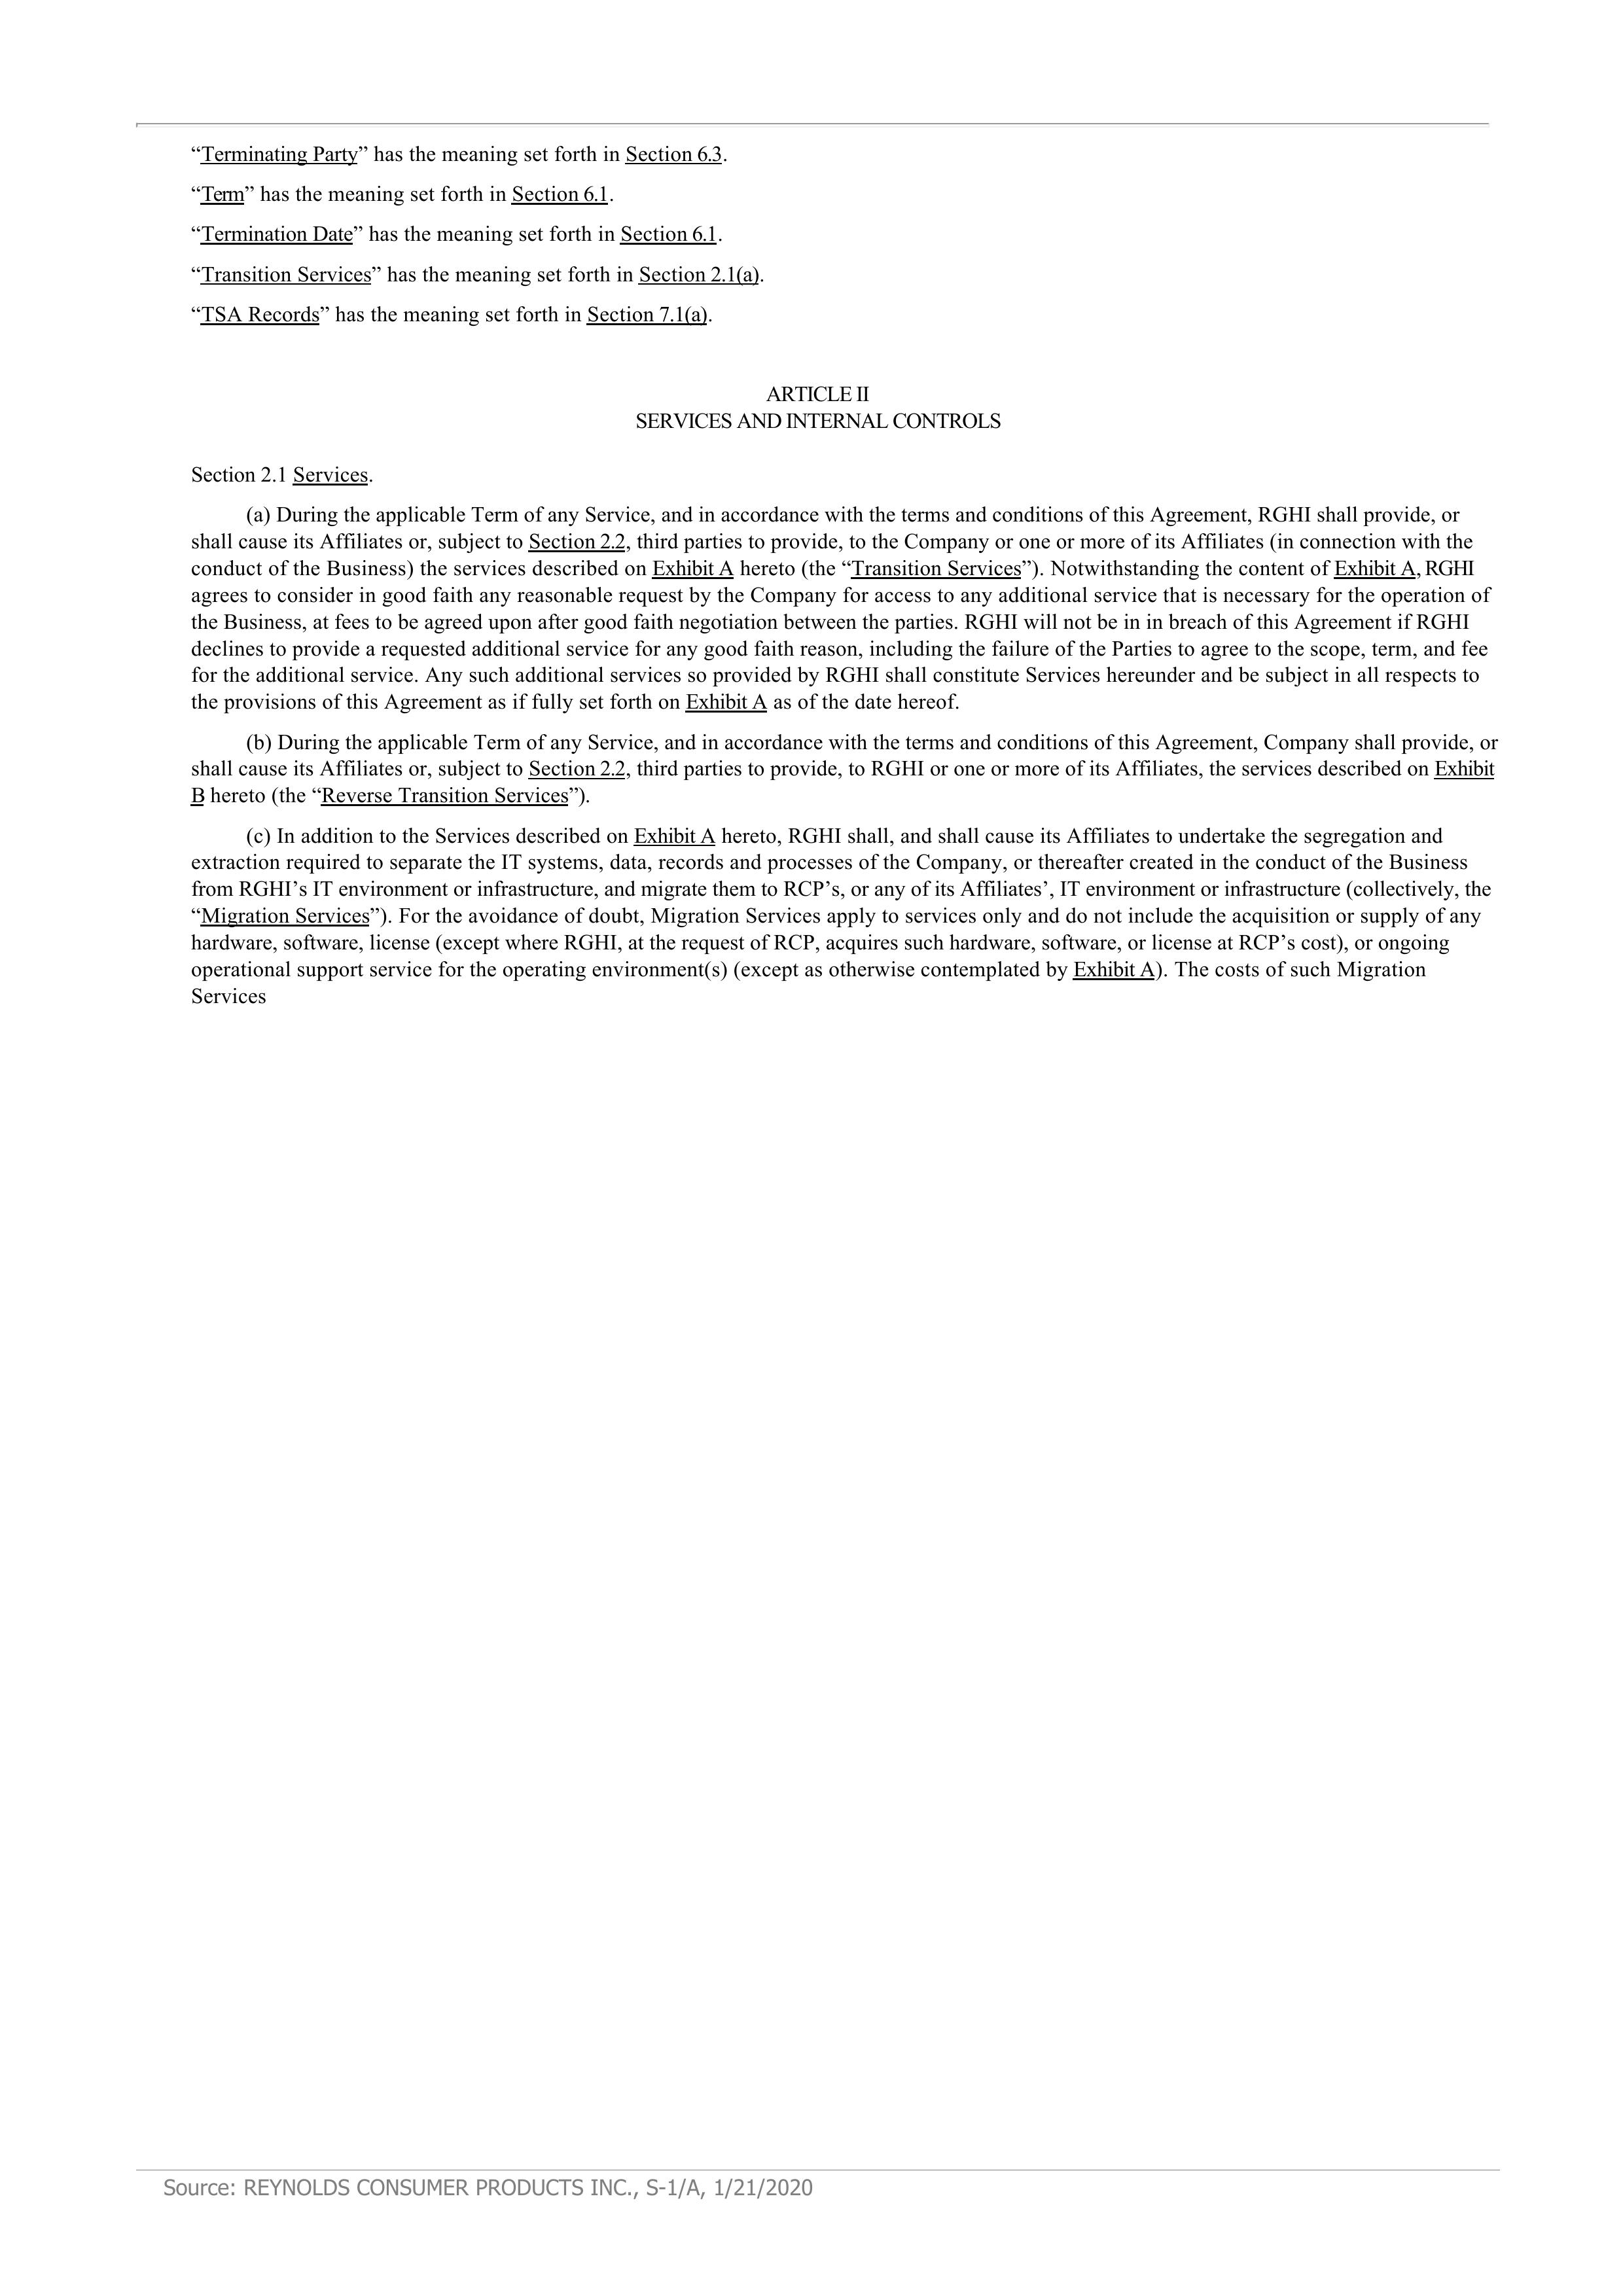 “Terminating Party” has the meaning set forth in Section 6.3.
“Term” has the meaning set forth in Section 6.1.
“Termination Date” has the meaning set forth in Section 6.1.
“Transition Services” has the meaning set forth in Section 2.1(a).
“TSA Records” has the meaning set forth in Section 7.1(a).
ARTICLE II
SERVICES AND INTERNAL CONTROLS
Section 2.1 Services.
(a) During the applicable Term of any Service, and in accordance with the terms and conditions of this Agreement, RGHI shall provide, or
shall cause its Affiliates or, subject to Section 2.2, third parties to provide, to the Company or one or more of its Affiliates (in connection with the
conduct of the Business) the services described on Exhibit A hereto (the “Transition Services”). Notwithstanding the content of Exhibit A, RGHI
agrees to consider in good faith any reasonable request by the Company for access to any additional service that is necessary for the operation of
the Business, at fees to be agreed upon after good faith negotiation between the parties. RGHI will not be in in breach of this Agreement if RGHI
declines to provide a requested additional service for any good faith reason, including the failure of the Parties to agree to the scope, term, and fee
for the additional service. Any such additional services so provided by RGHI shall constitute Services hereunder and be subject in all respects to
the provisions of this Agreement as if fully set forth on Exhibit A as of the date hereof.
(b) During the applicable Term of any Service, and in accordance with the terms and conditions of this Agreement, Company shall provide, or
shall cause its Affiliates or, subject to Section 2.2, third parties to provide, to RGHI or one or more of its Affiliates, the services described on Exhibit
B hereto (the “Reverse Transition Services”).
(c) In addition to the Services described on Exhibit A hereto, RGHI shall, and shall cause its Affiliates to undertake the segregation and
extraction required to separate the IT systems, data, records and processes of the Company, or thereafter created in the conduct of the Business
from RGHI’s IT environment or infrastructure, and migrate them to RCP’s, or any of its Affiliates’, IT environment or infrastructure (collectively, the
“Migration Services”). For the avoidance of doubt, Migration Services apply to services only and do not include the acquisition or supply of any
hardware, software, license (except where RGHI, at the request of RCP, acquires such hardware, software, or license at RCP’s cost), or ongoing
operational support service for the operating environment(s) (except as otherwise contemplated by Exhibit A). The costs of such Migration
Services
Source: REYNOLDS CONSUMER PRODUCTS INC., S-1/A, 1/21/2020